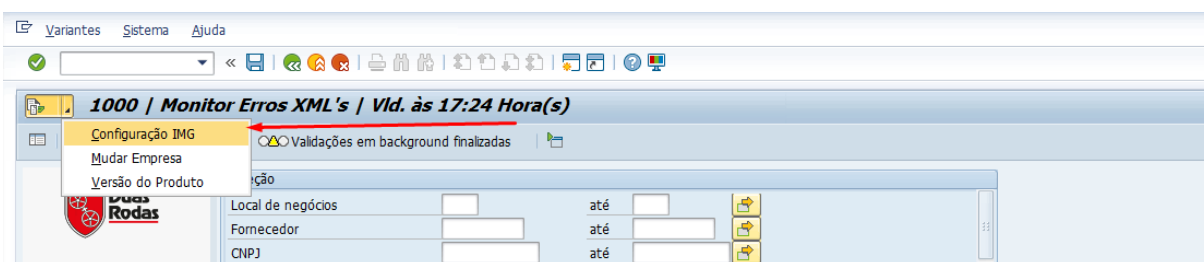 Variantes Sistema Ajuda
1000 | Monitor Erros XML's | Vld. às 17:24 Hora(s)
Configuração IMG
Validações em background finalizadas
Mudar Empresa
Versão do Produto
Duas
Rodas
Local de negócios até
Fornecedor até
CNPJ até